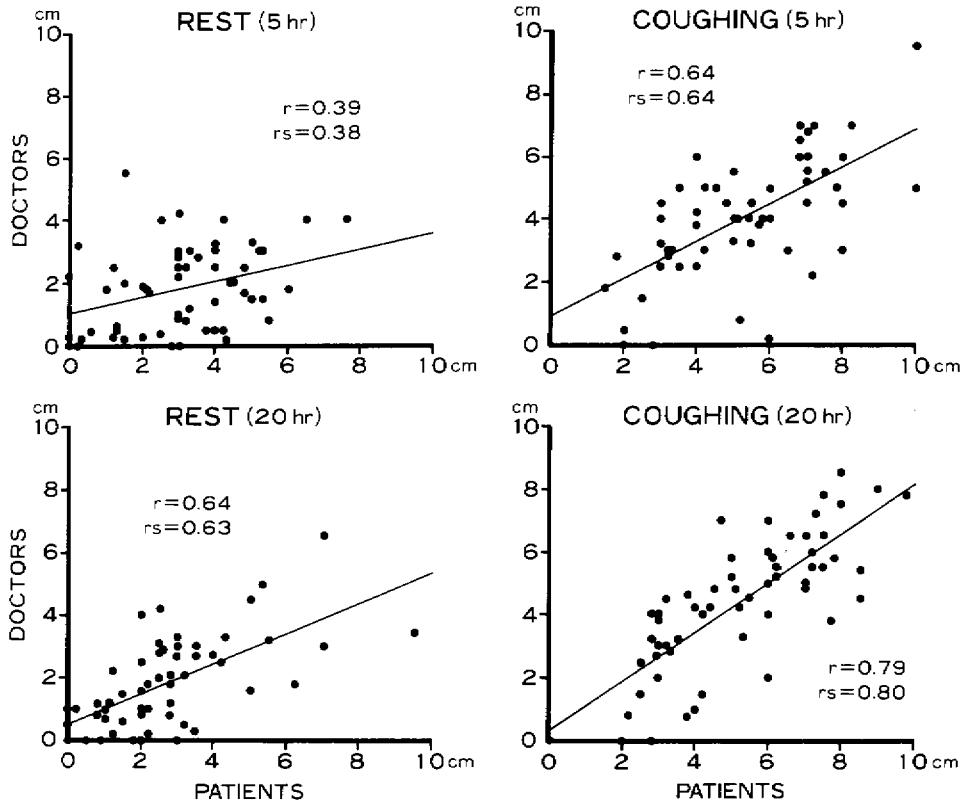 cm
REST (5 hr)
10
8
6
4
2
0
r=0.39
rs=0.38
DOCTORS
0 2 4 6 8 10 cm
cm
COUGHING (5 hr)
10
8
6
4
2
0
r=0.64
rs=0.64
0 2 4 6 8 10 cm
cm
REST (20 hr)
10
8
6
4
2
0
r=0.64
rs=0.63
DOCTORS
0 2 4 6 8 10 cm
PATIENTS
cm
COUGHING (20 hr)
10
8
6
4
2
0
r=0.79
rs=0.80
0 2 4 6 8 10 cm
PATIENTS